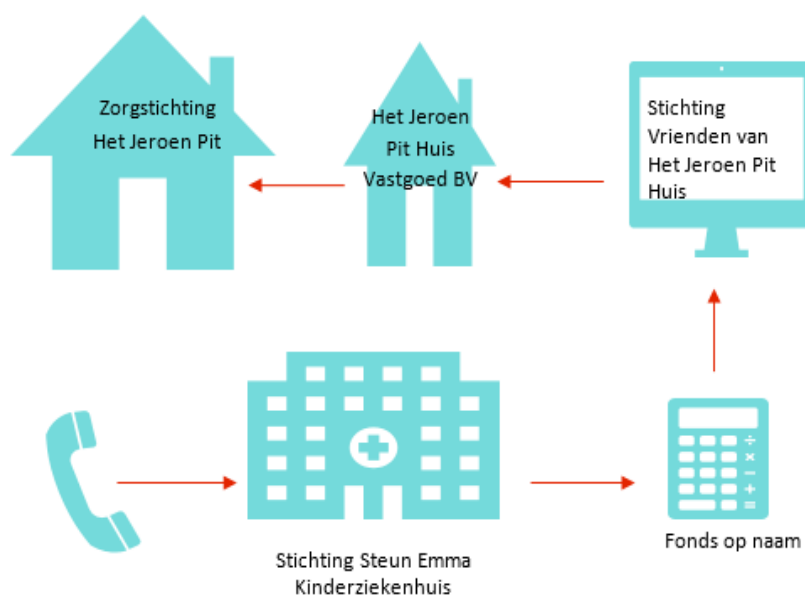 Zorgstichting
Het Jeroen Pit
Het Jeroen
Pit Huis
Vastgoed BV
Stichting
Vrienden van
Het Jeroen Pit
Huis
Stichting Steun Emma
Kinderziekenhuis
Fonds op naam